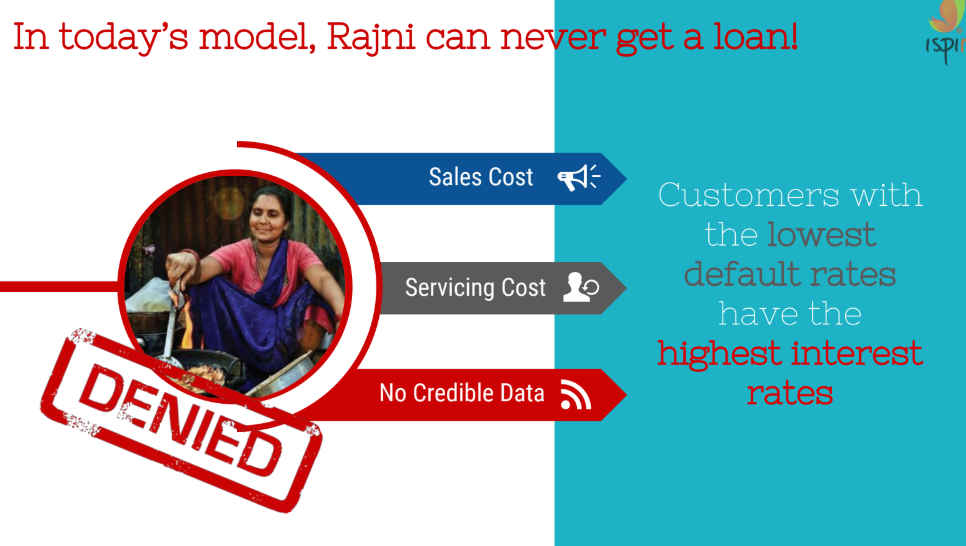 In today's model, Rajni can never get a loan!
ISPI
Sales Cost
Servicing Cost
No Credible Data
DENIED
Customers with
the lowest
default rates
have the
highest interest
rates